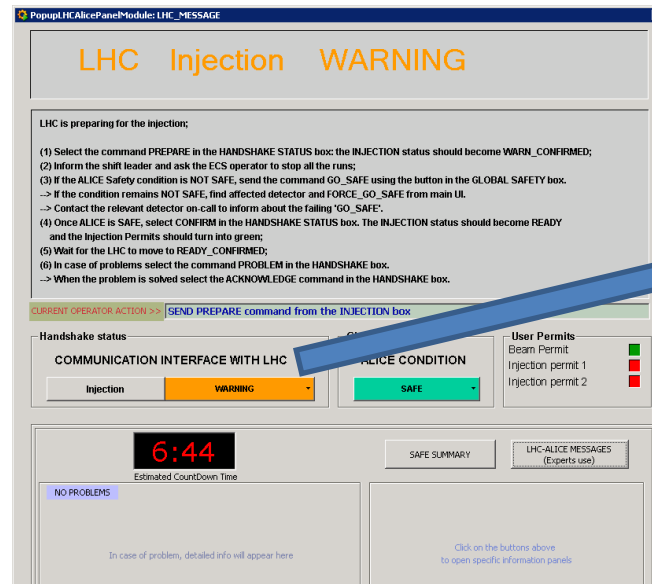 PopupLHCAlicePanelModule: LHC_MESSAGE
LHC Injection WARNING
LHC is preparing for the injection;
(1) Select the command PREPARE in the HANDSHAKE STATUS box: the INJECTION status should become WARN_CONFIRMED;
(2) Inform the shift leader and ask the ECS operator to stop all the runs;
(3) If the ALICE Safety condition is NOT SAFE, send the command GO_SAFE using the button in the GLOBAL SAFETY box.
--> If the condition remains NOT SAFE, find affected detector and FORCE_GO_SAFE from main UI.
--> Contact the relevant detector on-call to inform about the failing 'GO_SAFE'.
(4) Once ALICE is SAFE, select CONFIRM in the HANDSHAKE STATUS box. The INJECTION status should become READY
and the Injection Permits should turn into green;
(5) Wait for the LHC to move to READY_CONFIRMED;
(6) In case of problems select the command PROBLEM in the HANDSHAKE box.
--> When the problem is solved select the ACKNOWLEDGE command in the HANDSHAKE box.
CURRENT OPERATOR ACTION >> SEND PREPARE command from the INJECTION box
Handshake status
COMMUNICATION INTERFACE WITH LHC
Injection WARNING
CONDITION
SAFE
User Permits
Beam Permit
Injection permit 1
Injection permit 2
6:44
Estimated CountDown Time
SAFE SUMMARY
LHC-ALICE MESSAGES
(Experts use)
NO PROBLEMS
In case of problem, detailed info will appear here
Click on the buttons above
to open specific information panels